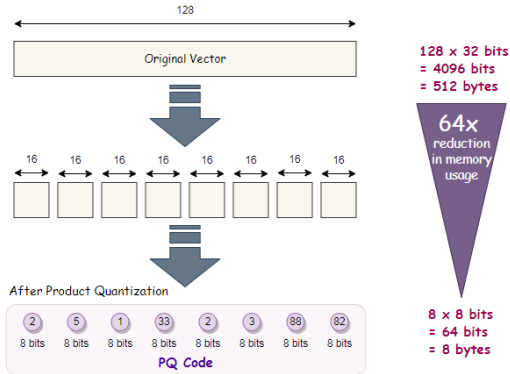 128
Original Vector
128 x 32 bits
= 4096 bits
= 512 bytes
64x
reduction
in memory
usage
16 16 16 16 16 16 16 16
After Product Quantization
2 5 1 33 2 3 88 82
8 bits 8 bits 8 bits 8 bits 8 bits 8 bits 8 bits 8 bits
PQ Code
8 x 8 bits
= 64 bits
= 8 bytes